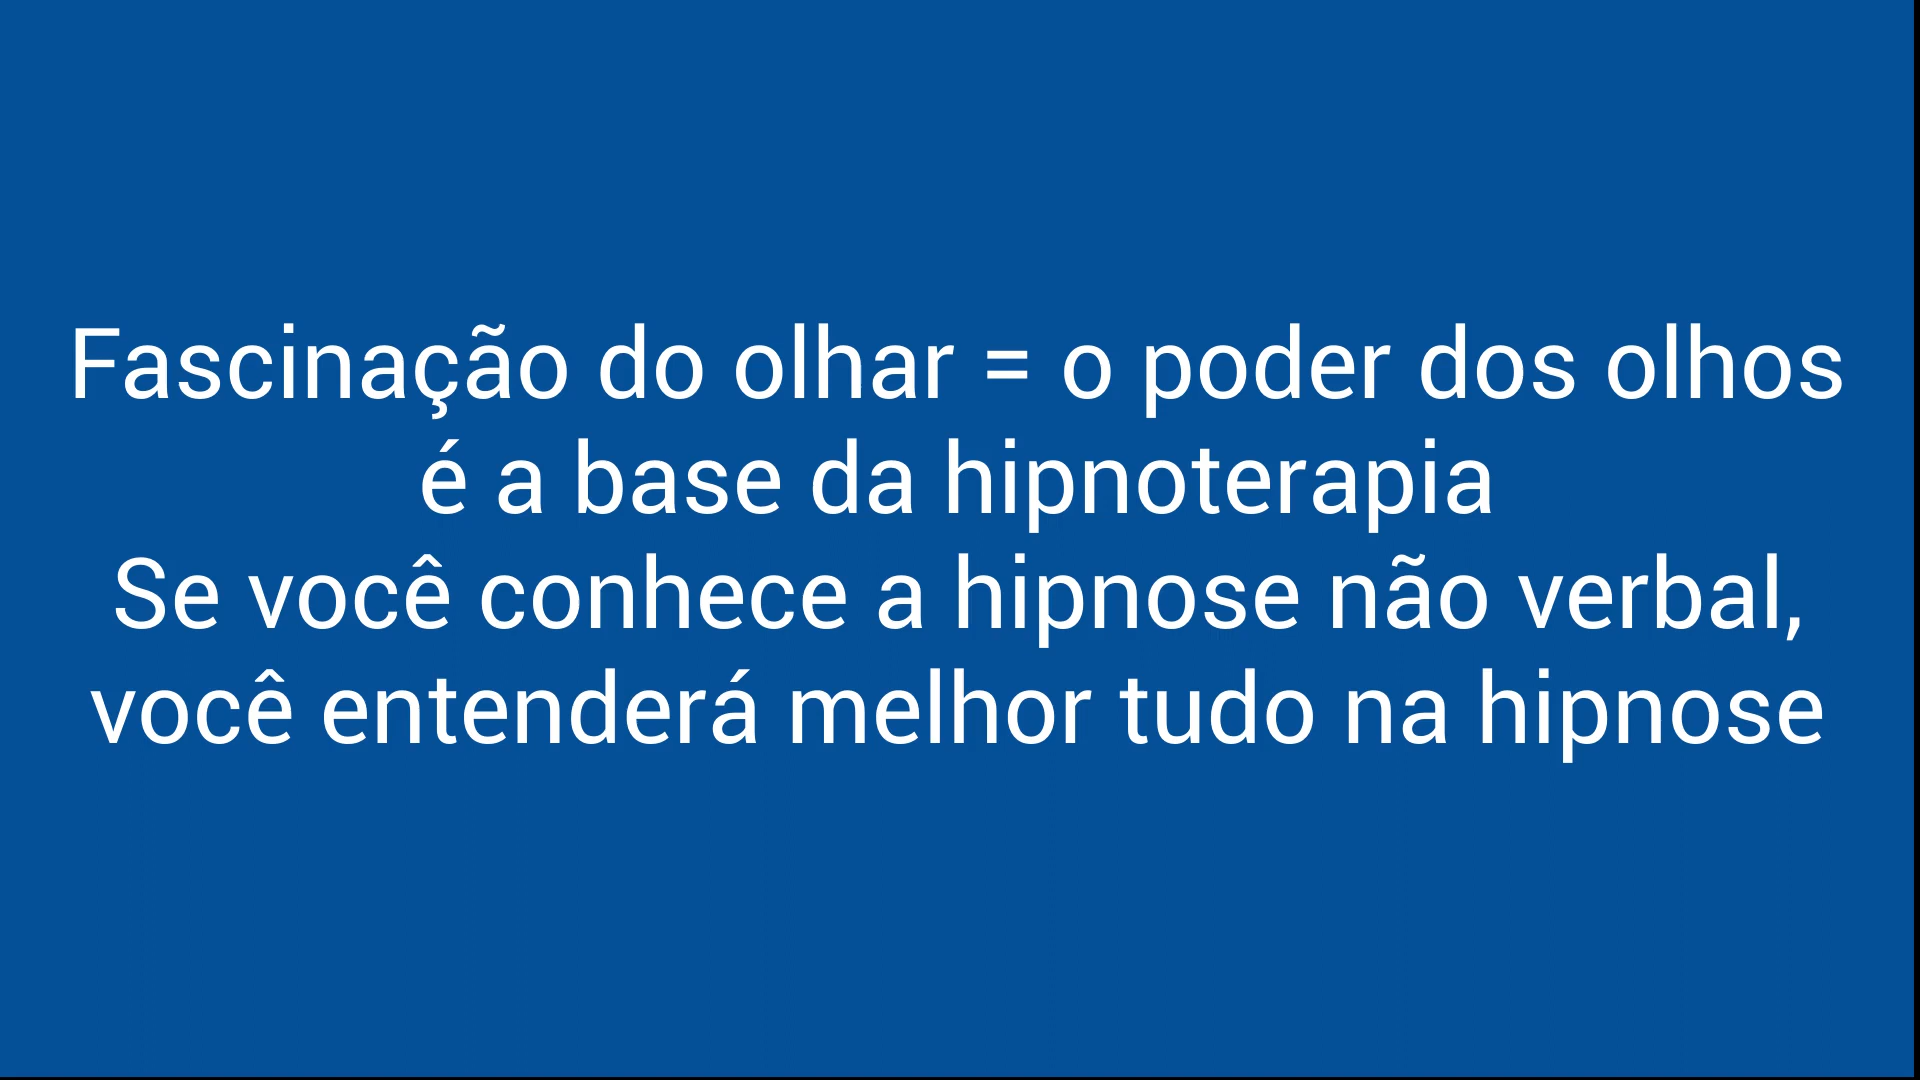 Fascinação do olhar = o poder dos olhos
é a base da hipnoterapia
Se você conhece a hipnose não verbal,
você entenderá melhor tudo na hipnose